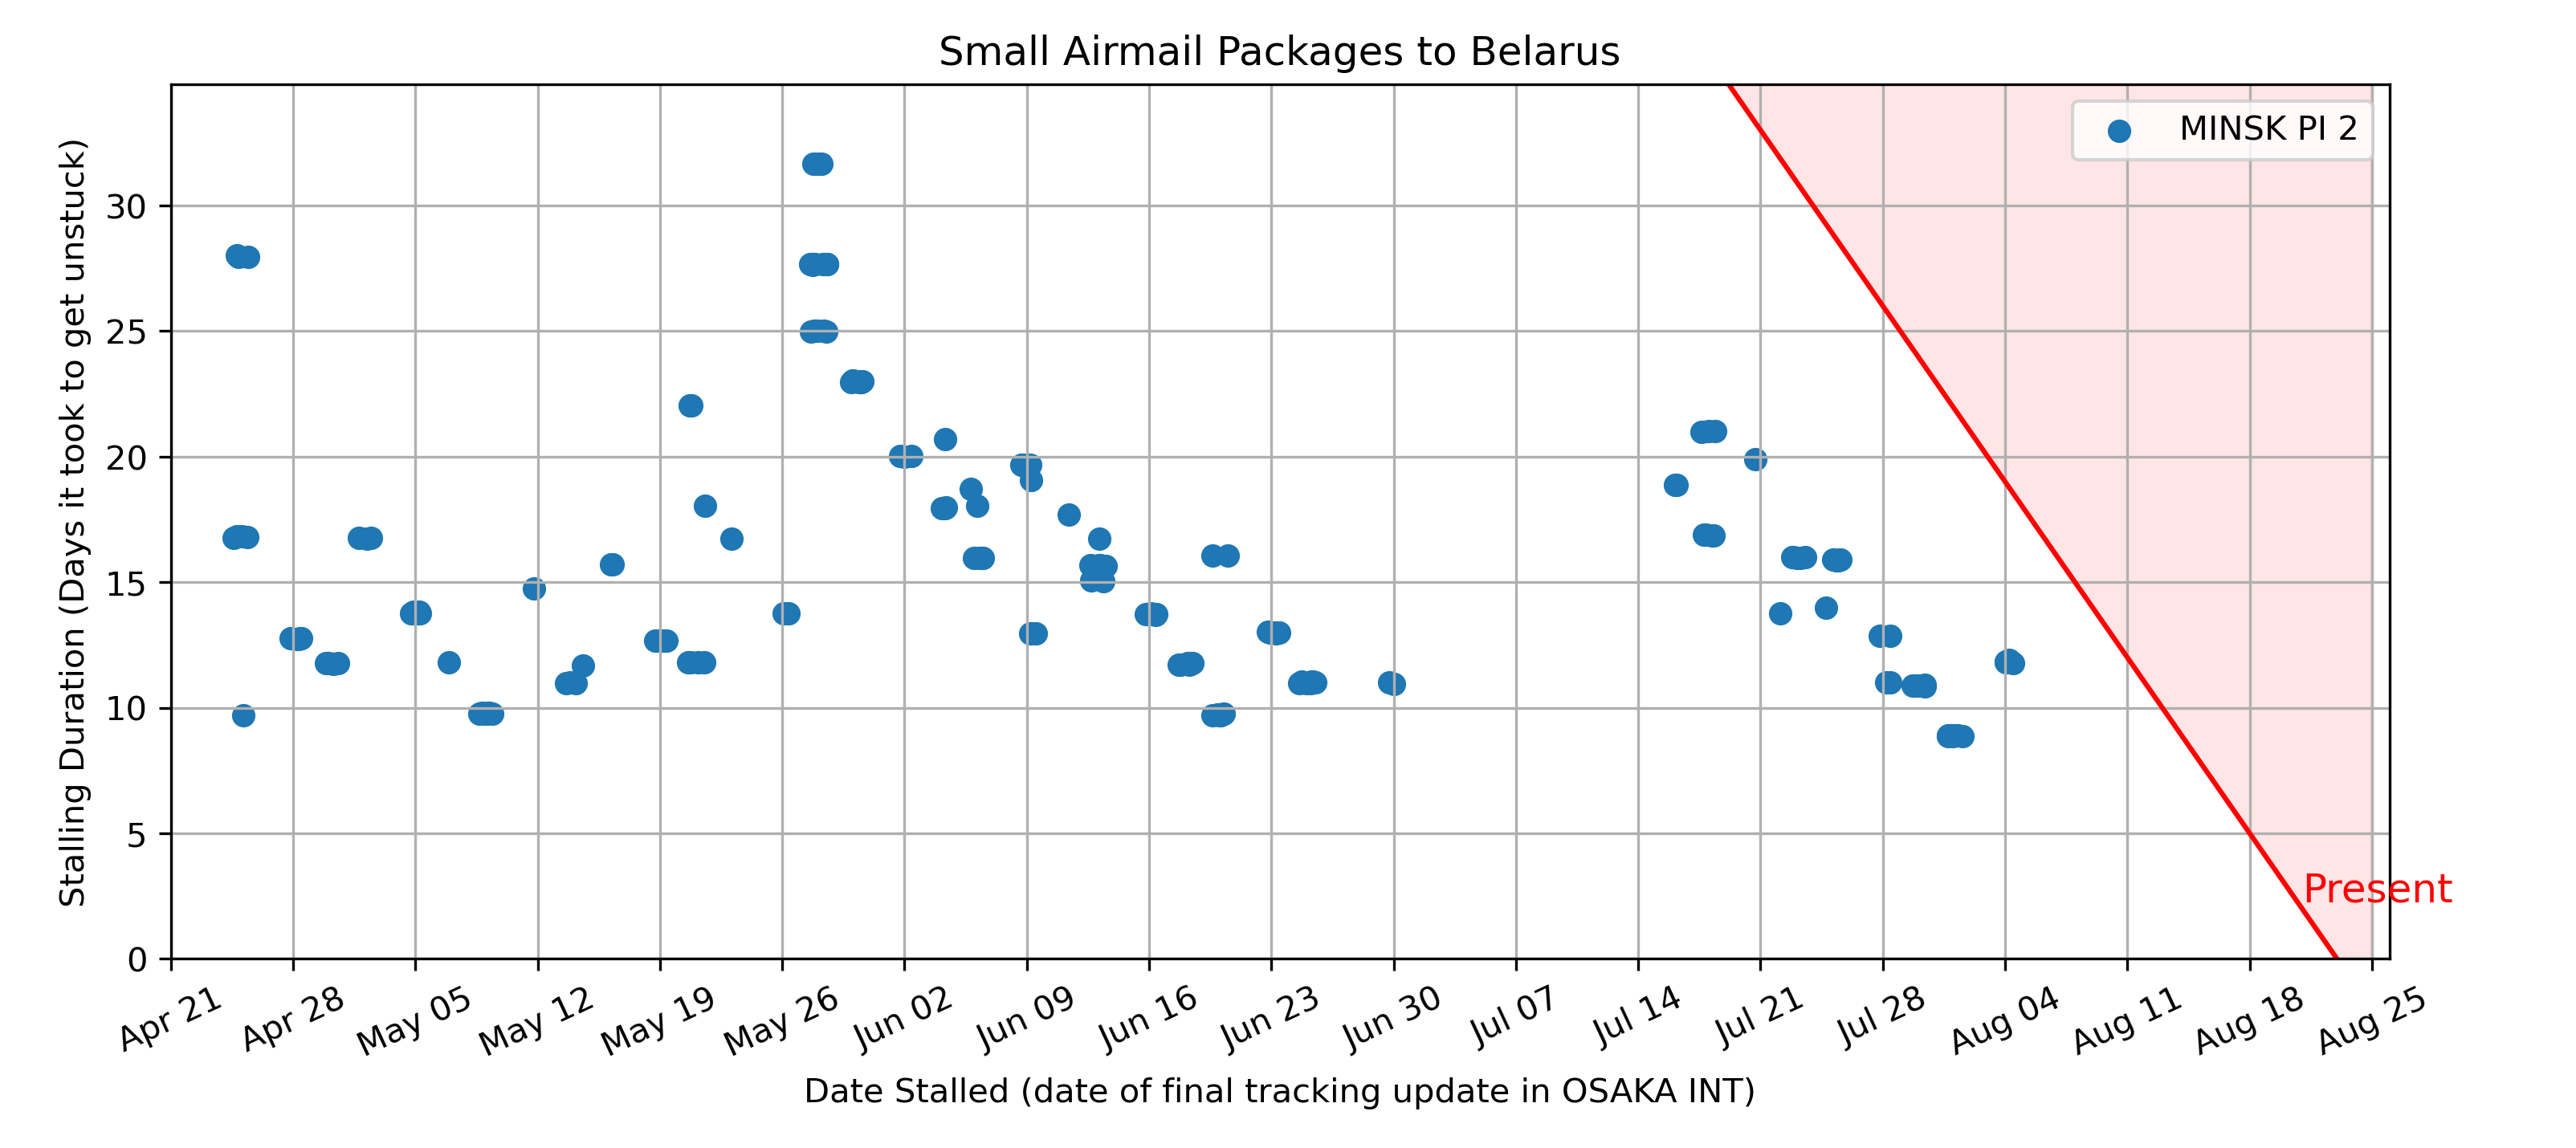 Small Airmail Packages to Belarus
MINSK PI 2
Stalling Duration (Days it took to get unstuck)
30
25
20
15
10
5
0
Present
Apr 21
Apr 28
May 05
May 12
May 19
May 26
Jun 02
Jun 09
Jun 16
Jun 23
Jun 30
Jul 07
Jul 14
Jul 21
Jul 28
Aug 04
Aug 11
Aug 18
Aug 25
Date Stalled (date of final tracking update in OSAKA INT)